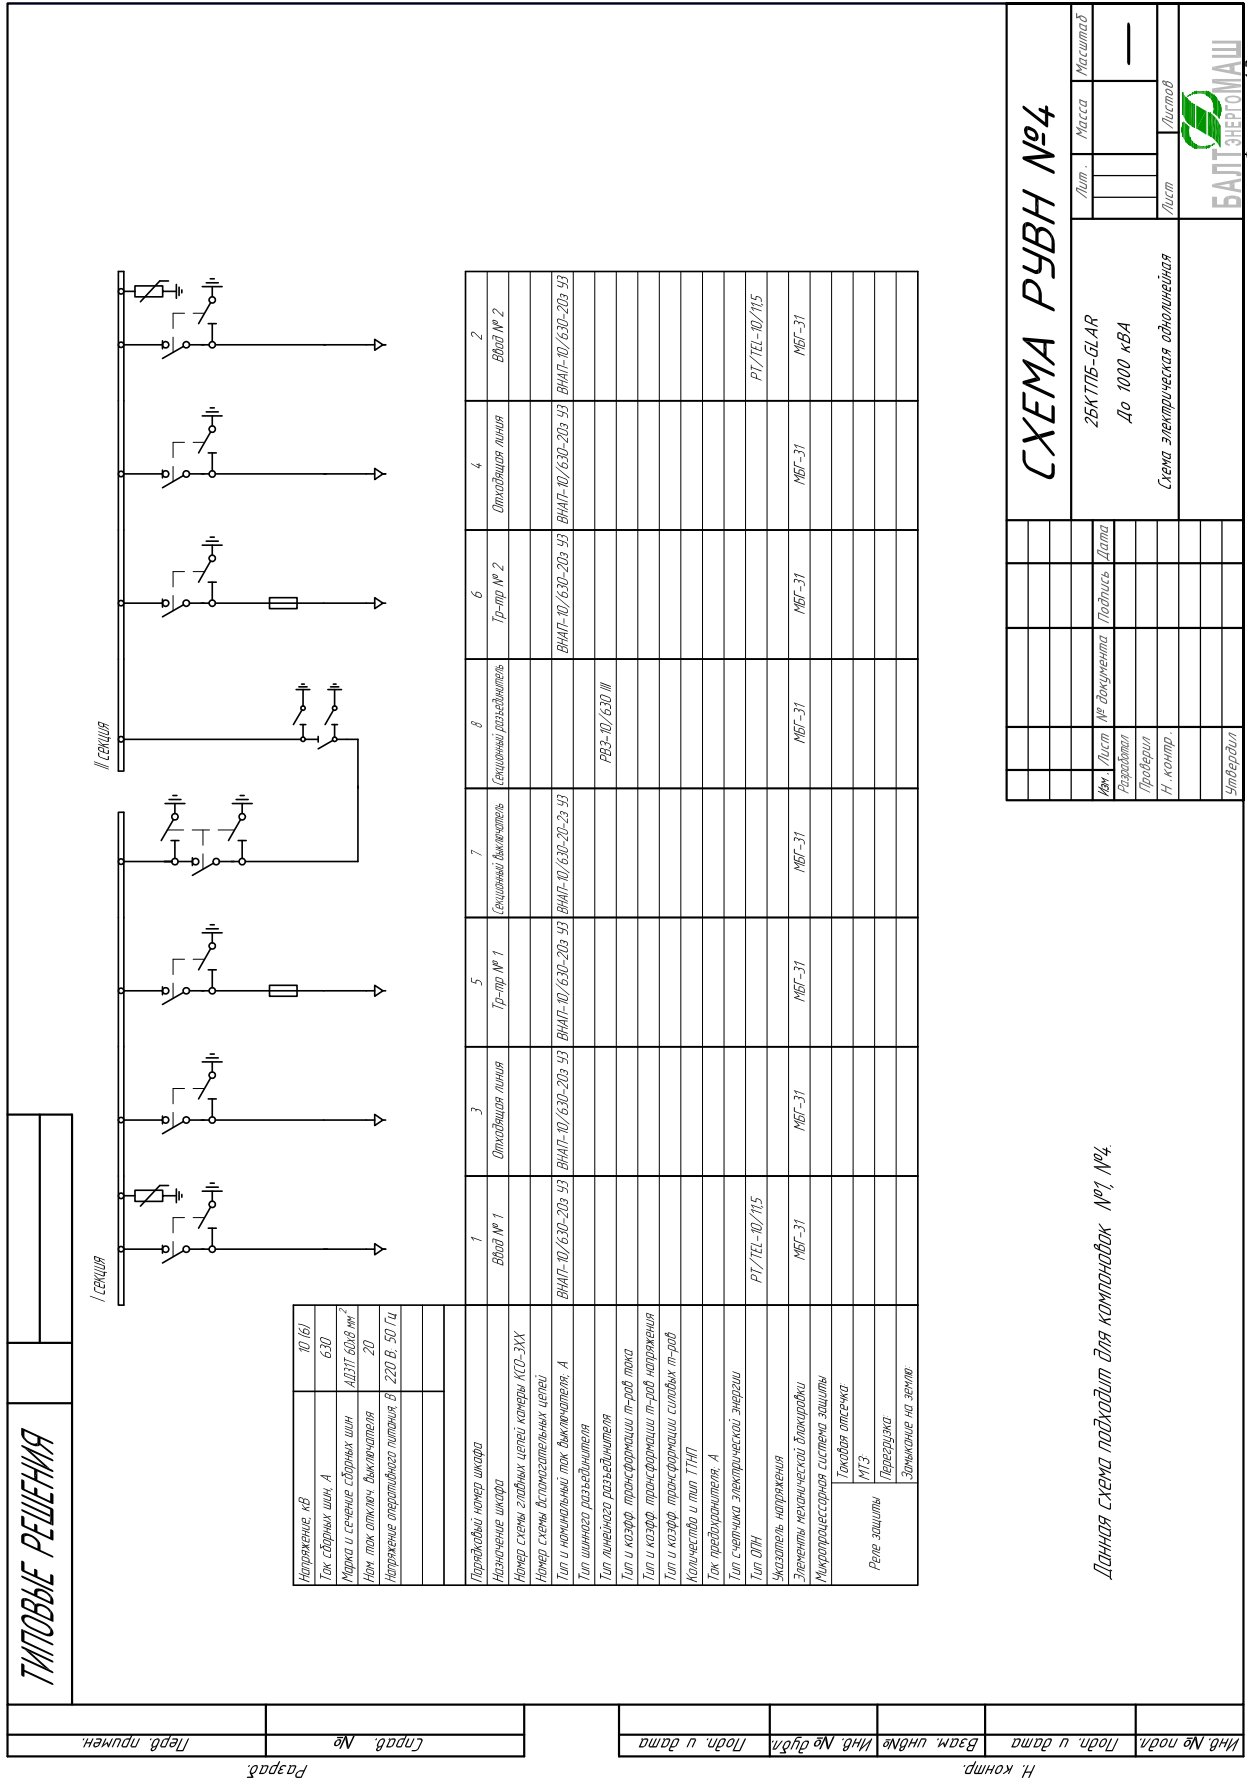 ТИПОВЫЕ РЕШЕНИЯ
I секция
II секция
Напряжение, кВ 10 (6)
Ток сборных шин, А 630
Марка и сечение сборных шин АД31Т 60x8 мм²
Ном. ток отключ. выключателя 20
Напряжение оперативного питания, В 220 В, 50 Гц
Порядковый номер шкафа 1 3 5 7 8 6 4 2
Назначение шкафа Ввод № 1 Отходящая линия Тр-тр № 1 Секционный выключатель Секционный разъединитель Тр-тр № 2 Отходящая линия Ввод № 2
Номер схемы главных цепей камеры КСО-3ХХ
Номер схемы вспомогательных цепей
Тип и номинальный ток выключателя, А ВНАП-10/630-20з У3 ВНАП-10/630-20з У3 ВНАП-10/630-20з У3 ВНАП-10/630-20-2з У3 ВНАП-10/630-20з У3 ВНАП-10/630-20з У3 ВНАП-10/630-20з У3
Тип шинного разъединителя
Тип линейного разъединителя РВЗ-10/630 III
Тип и коэфф. трансформации т-ров тока
Тип и коэфф. трансформации т-ров напряжения
Тип и коэфф. трансформации силовых т-ров
Количество и тип ТТНП
Ток предохранителя, А
Тип счетчика электрической энергии
Тип ОПН РТ/TEL-10/11,5 РТ/TEL-10/11,5
Указатель напряжения
Элементы механической блокировки МБГ-31 МБГ-31 МБГ-31 МБГ-31 МБГ-31 МБГ-31 МБГ-31 МБГ-31
Микропроцессорная система защиты
Реле защиты
Токовая отсечка:
МТЗ:
Перегрузка:
Замыкание на землю:
Данная схема подходит для компоновок №1, №4.
СХЕМА РУВН №4
2БКТПБ-GLAR
До 1000 кВА
Схема электрическая однолинейная
Лит. Масса Масштаб
Лист Листов
Изм. Лист № документа Подпись Дата
Разработал
Проверил
Н. контр.
Утвердил
БАЛТЭНЕРГОМАШ
Перв. примен.
Справ. №
Разраб.
Подп. и дата
Инв. № дубл.
Взам. инв№
Подп. и дата
Инв. № подл.
Н. контр.